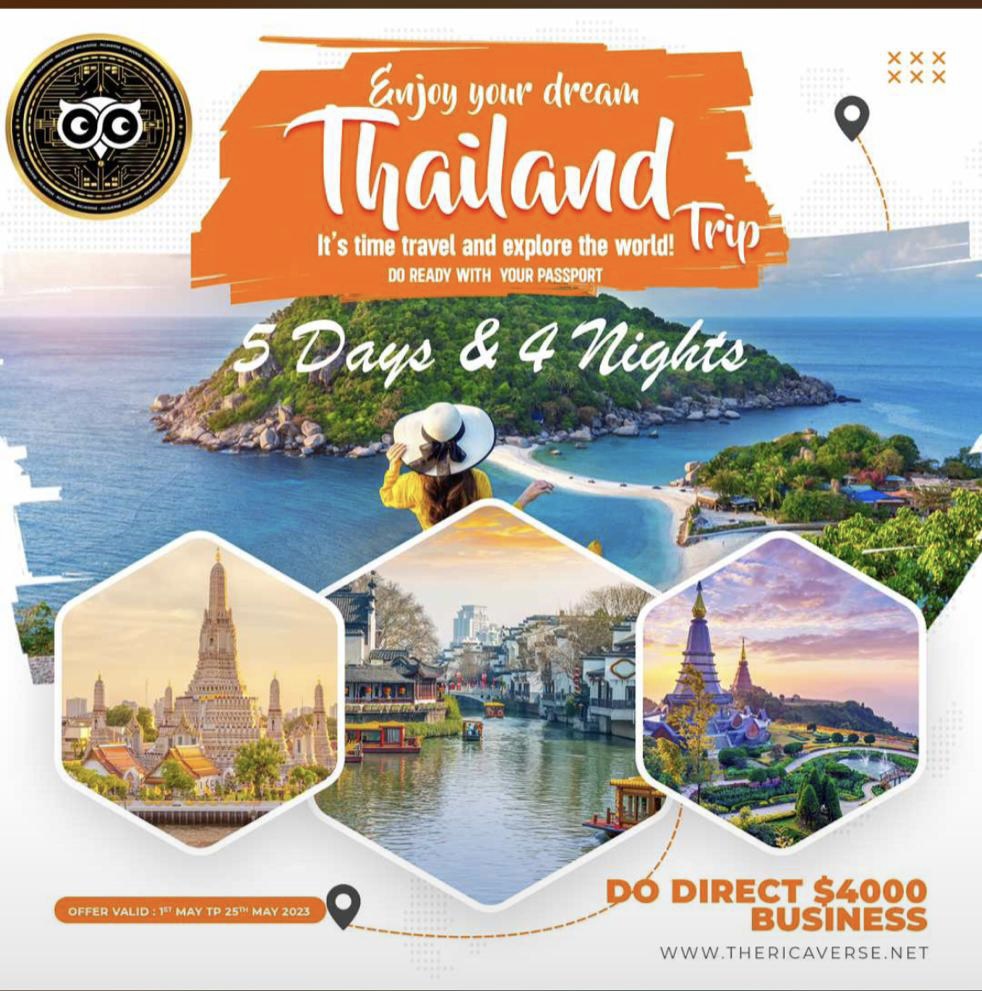 Enjoy your dream
Thailand
Trip
It's time travel and explore the world!
DO READY WITH YOUR PASSPORT
5 Days & 4 Nights
OFFER VALID : 1ST MAY TP 25TH MAY 2023
DO DIRECT $4000
BUSINESS
WWW.THERICAVERSE.NET